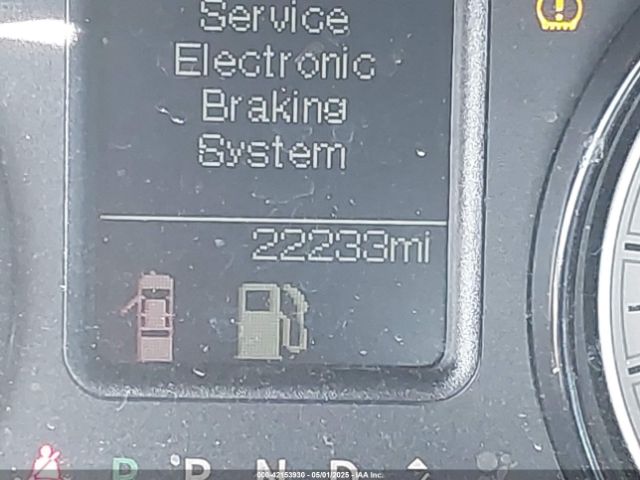 Service
Electronic
Braking
System
22233mi
P R N D
000-42153930 - 05/01/2025 - IAA Inc.